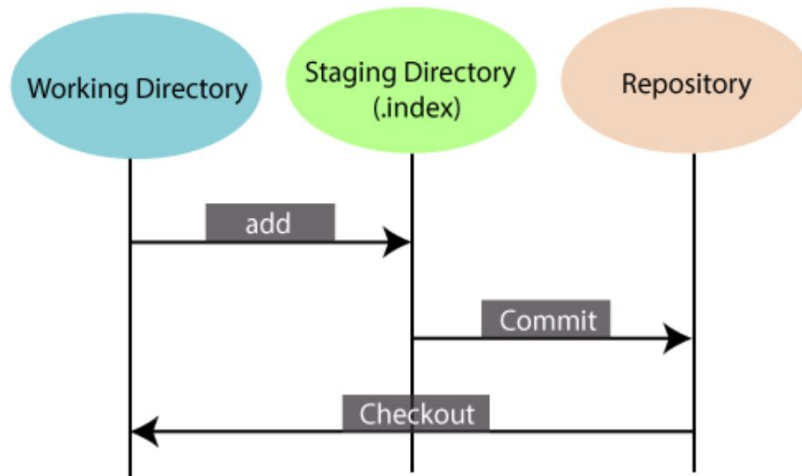 Working Directory
Staging Directory
(.index)
Repository
add
Commit
Checkout